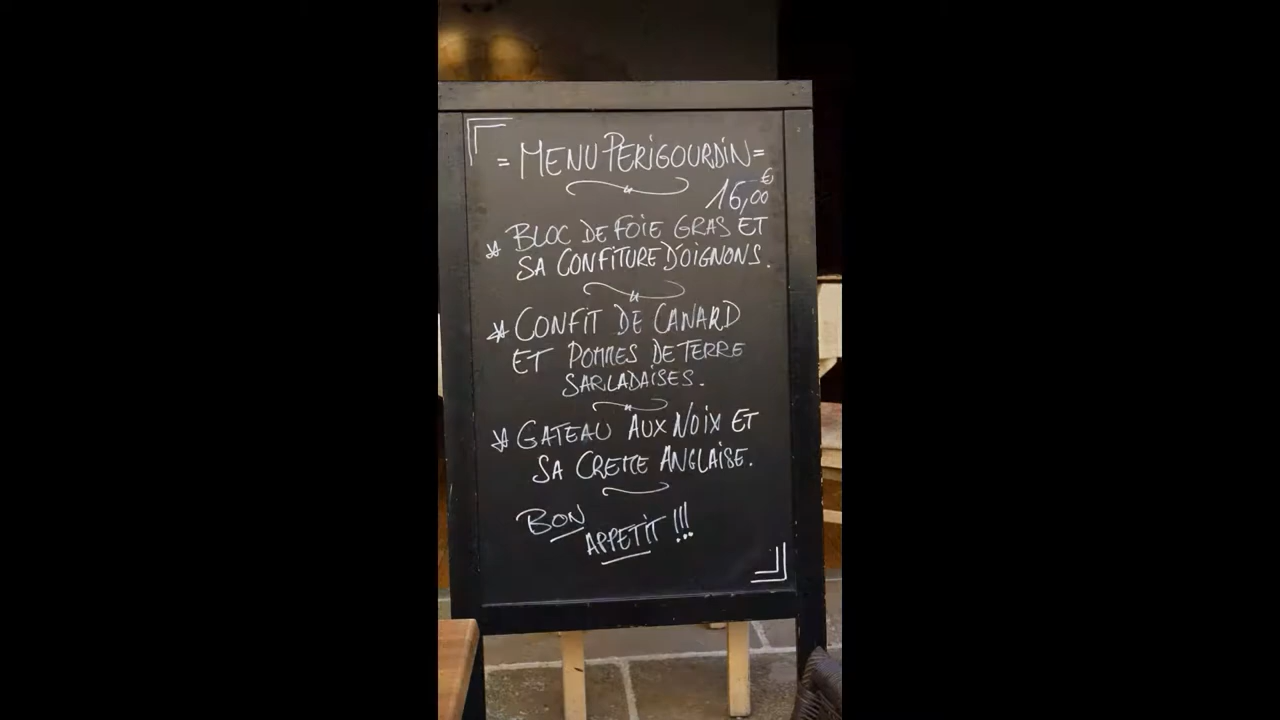 = MENU PERIGOURDIN =
16,00€
BLOC DE FOIE GRAS ET
SA CONFITURE D'OIGNONS.
CONFIT DE CANARD
ET POMMES DE TERRE
SARLADAISES.
GATEAU AUX NOIX ET
SA CREME ANGLAISE.
BON
APPETIT !!!